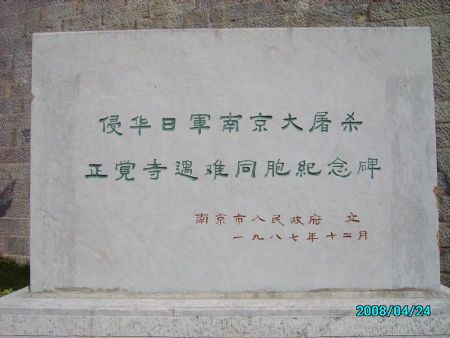 侵华日軍南京大屠杀
正覚寺遇难同胞紀念碑
南京市人民政府 立
一九八七年十二月
2008/04/24